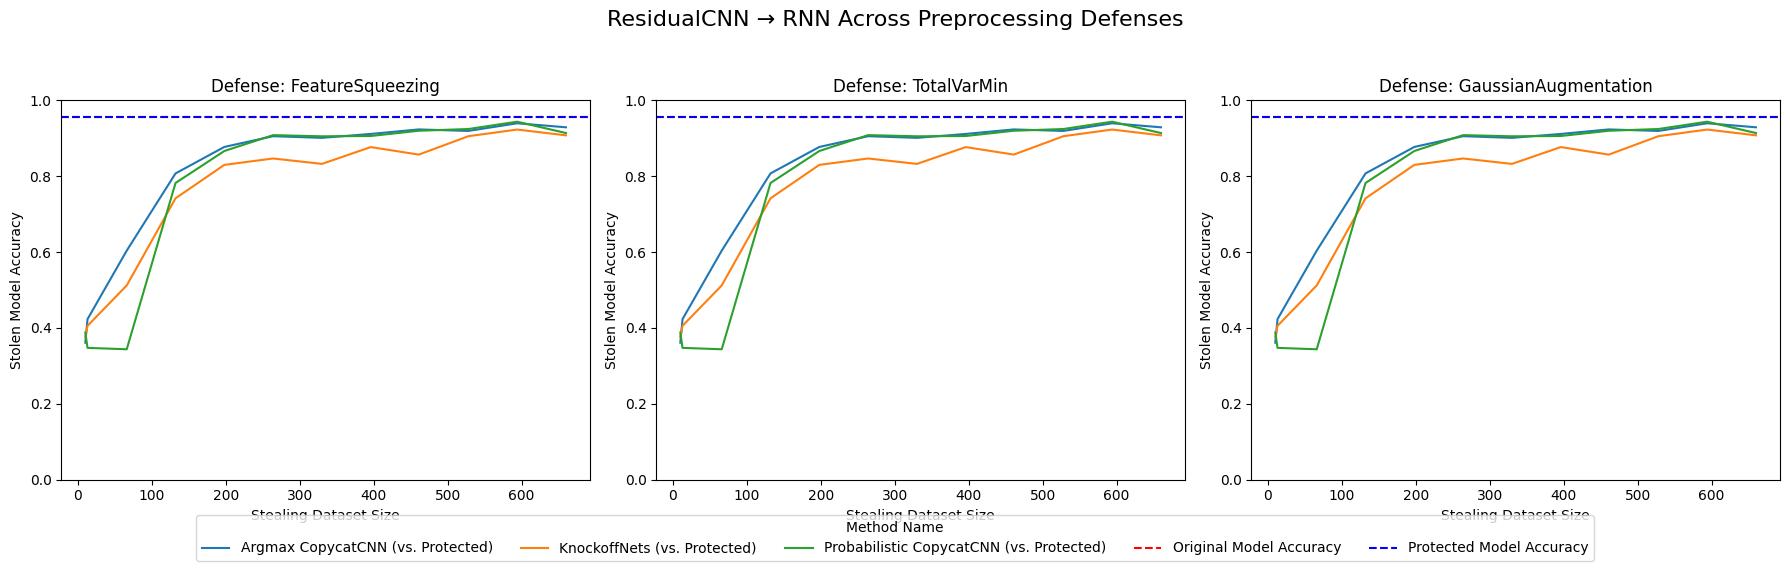 ResidualCNN → RNN Across Preprocessing Defenses
Defense: FeatureSqueezing
Stolen Model Accuracy
1.0
0.8
0.6
0.4
0.2
0.0
0 100 200 300 400 500 600
Stealing Dataset Size
Defense: TotalVarMin
Stolen Model Accuracy
1.0
0.8
0.6
0.4
0.2
0.0
0 100 200 300 400 500 600
Stealing Dataset Size
Defense: GaussianAugmentation
Stolen Model Accuracy
1.0
0.8
0.6
0.4
0.2
0.0
0 100 200 300 400 500 600
Stealing Dataset Size
Method Name
Argmax CopycatCNN (vs. Protected) KnockoffNets (vs. Protected) Probabilistic CopycatCNN (vs. Protected) Original Model Accuracy Protected Model Accuracy